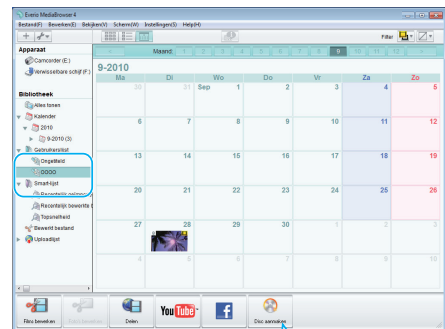 Everio MediaBrowser 4
Bestand(F) Bewerken(E) Bekijken(V) Scherm(W) Instellingen(S) Help(H)
Maand 1 2 3 4 5 6 7 8 9 10 11 12
Filter
Apparaat
Camcorder (E:)
Verwisselbare schijf (F:)
Bibliotheek
Alles tonen
Kalender
2010
9-2010 (3)
Gebruikerslijst
Ongetiteld
Smart-lijst
Recentelijk bewerkte b
Topsnelheid
Bewerkt bestand
Uploadlijst
9-2010
Ma Di Wo Do Vr Za Zo
30 31 Sep 1 2 3 4 5
6 7 8 9 10 11 12
13 14 15 16 17 18 19
20 21 22 23 24 25 26
27 28 29 30 1 2 3
4 5 6 7 8 9 10
Films bewerken
Delen
YouTube
f
Disc aanmaken